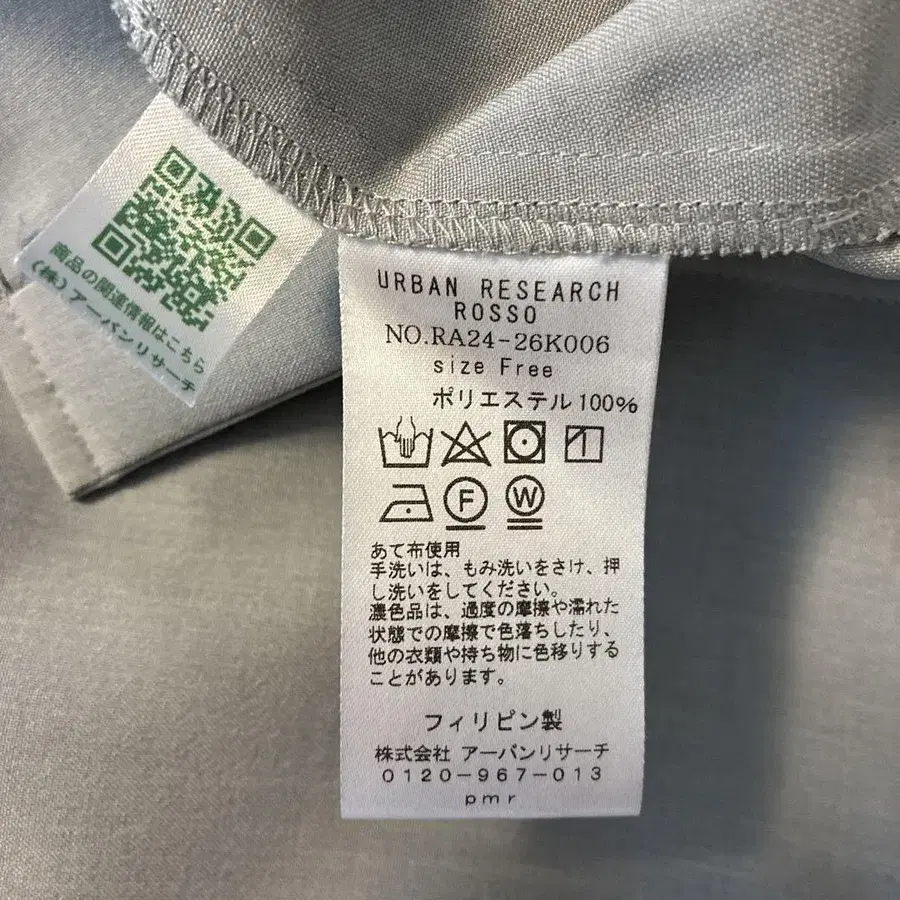 商品の関連情報はこちら
(株)アーバンリサーチ
URBAN RESEARCH
ROSSO
NO.RA24-26K006
size Free
ポリエステル100%
F W
あて布使用
手洗いは、もみ洗いをさけ、押
し洗いをしてください。
濃色品は、過度の摩擦や濡れた
状態での摩擦で色落ちしたり、
他の衣類や持ち物に色移りする
ことがあります。
フィリピン製
株式会社 アーバンリサーチ
0120-967-013
pmr